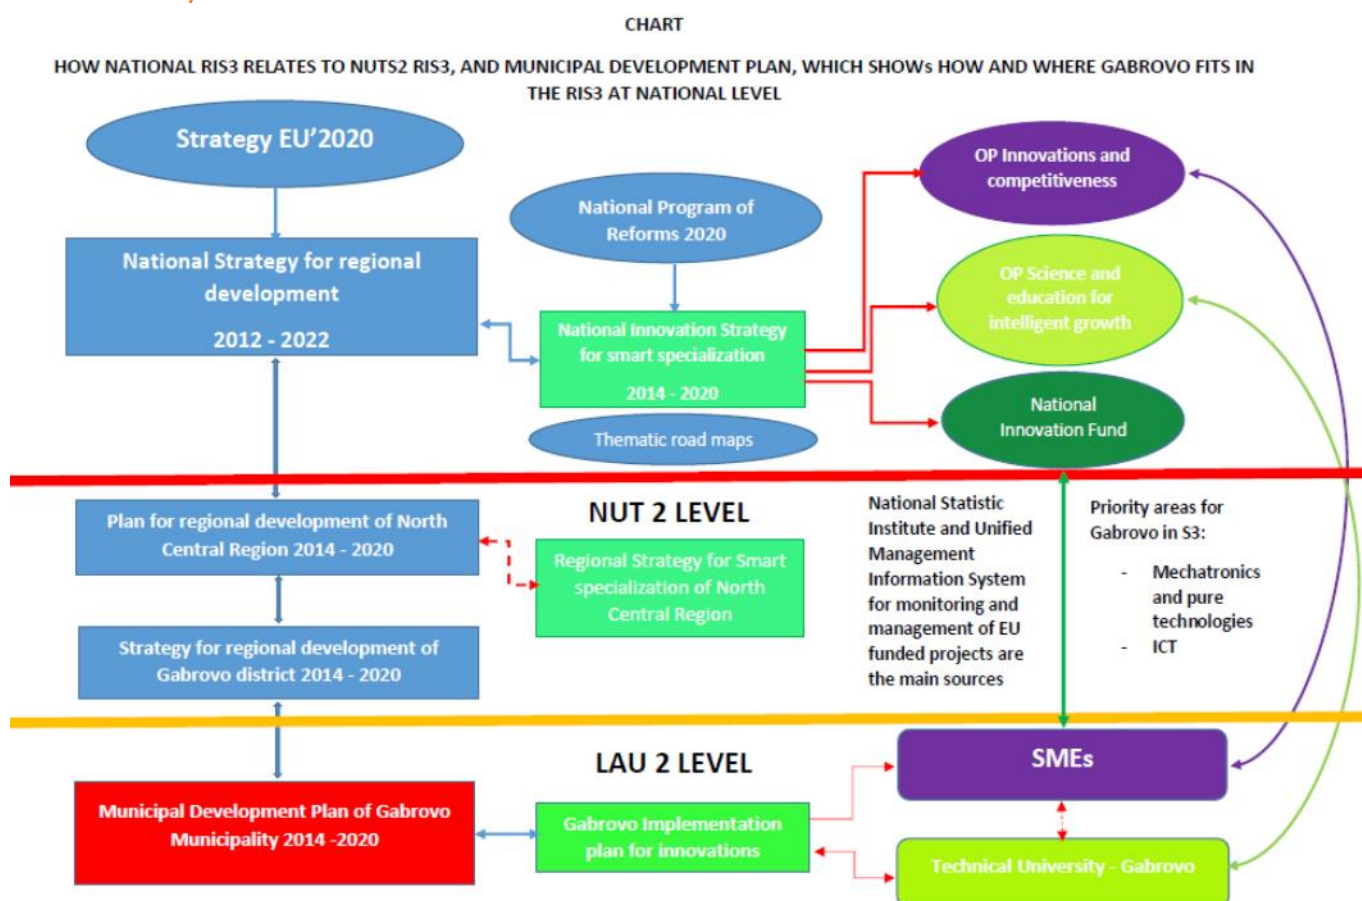 CHART
HOW NATIONAL RIS3 RELATES TO NUTS2 RIS3, AND MUNICIPAL DEVELOPMENT PLAN, WHICH SHOWs HOW AND WHERE GABROVO FITS IN
THE RIS3 AT NATIONAL LEVEL
Strategy EU'2020
National Strategy for regional
development
2012 - 2022
National Program of
Reforms 2020
National Innovation Strategy
for smart specialization
2014 - 2020
Thematic road maps
OP Innovations and
competitiveness
OP Science and
education for
intelligent growth
National
Innovation Fund
NUT 2 LEVEL
Plan for regional development of North
Central Region 2014 - 2020
Regional Strategy for Smart
specialization of North
Central Region
Strategy for regional development of
Gabrovo district 2014 - 2020
National Statistic
Institute and Unified
Management
Information System
for monitoring and
management of EU
funded projects are
the main sources
Priority areas for
Gabrovo in S3:
- Mechatronics
and pure
technologies
- ICT
LAU 2 LEVEL
Municipal Development Plan of Gabrovo
Municipality 2014 -2020
Gabrovo Implementation
plan for innovations
SMEs
Technical University - Gabrovo